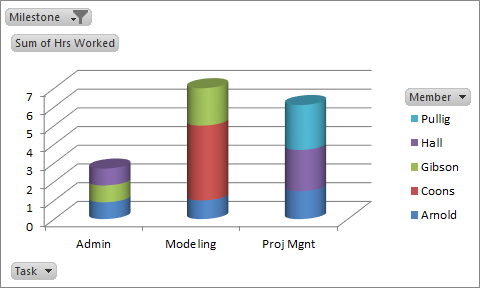 Milestone
Sum of Hrs Worked
7
6
5
4
3
2
1
0
Admin
Modeling
Proj Mgnt
Member
Pullig
Hall
Gibson
Coons
Arnold
Task